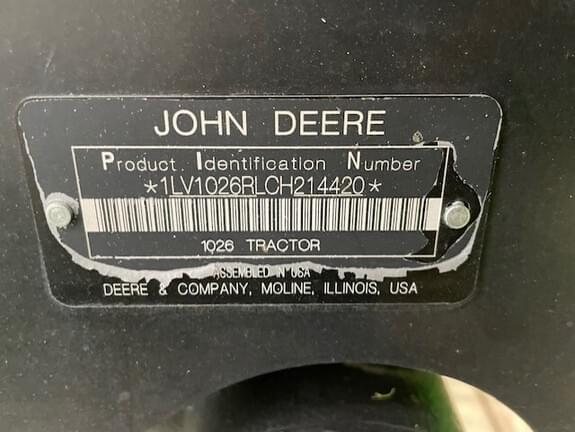 JOHN DEERE
Product Identification Number
*1LV1026RLCH214420*
1026 TRACTOR
ASSEMBLED IN USA
DEERE & COMPANY, MOLINE, ILLINOIS, USA